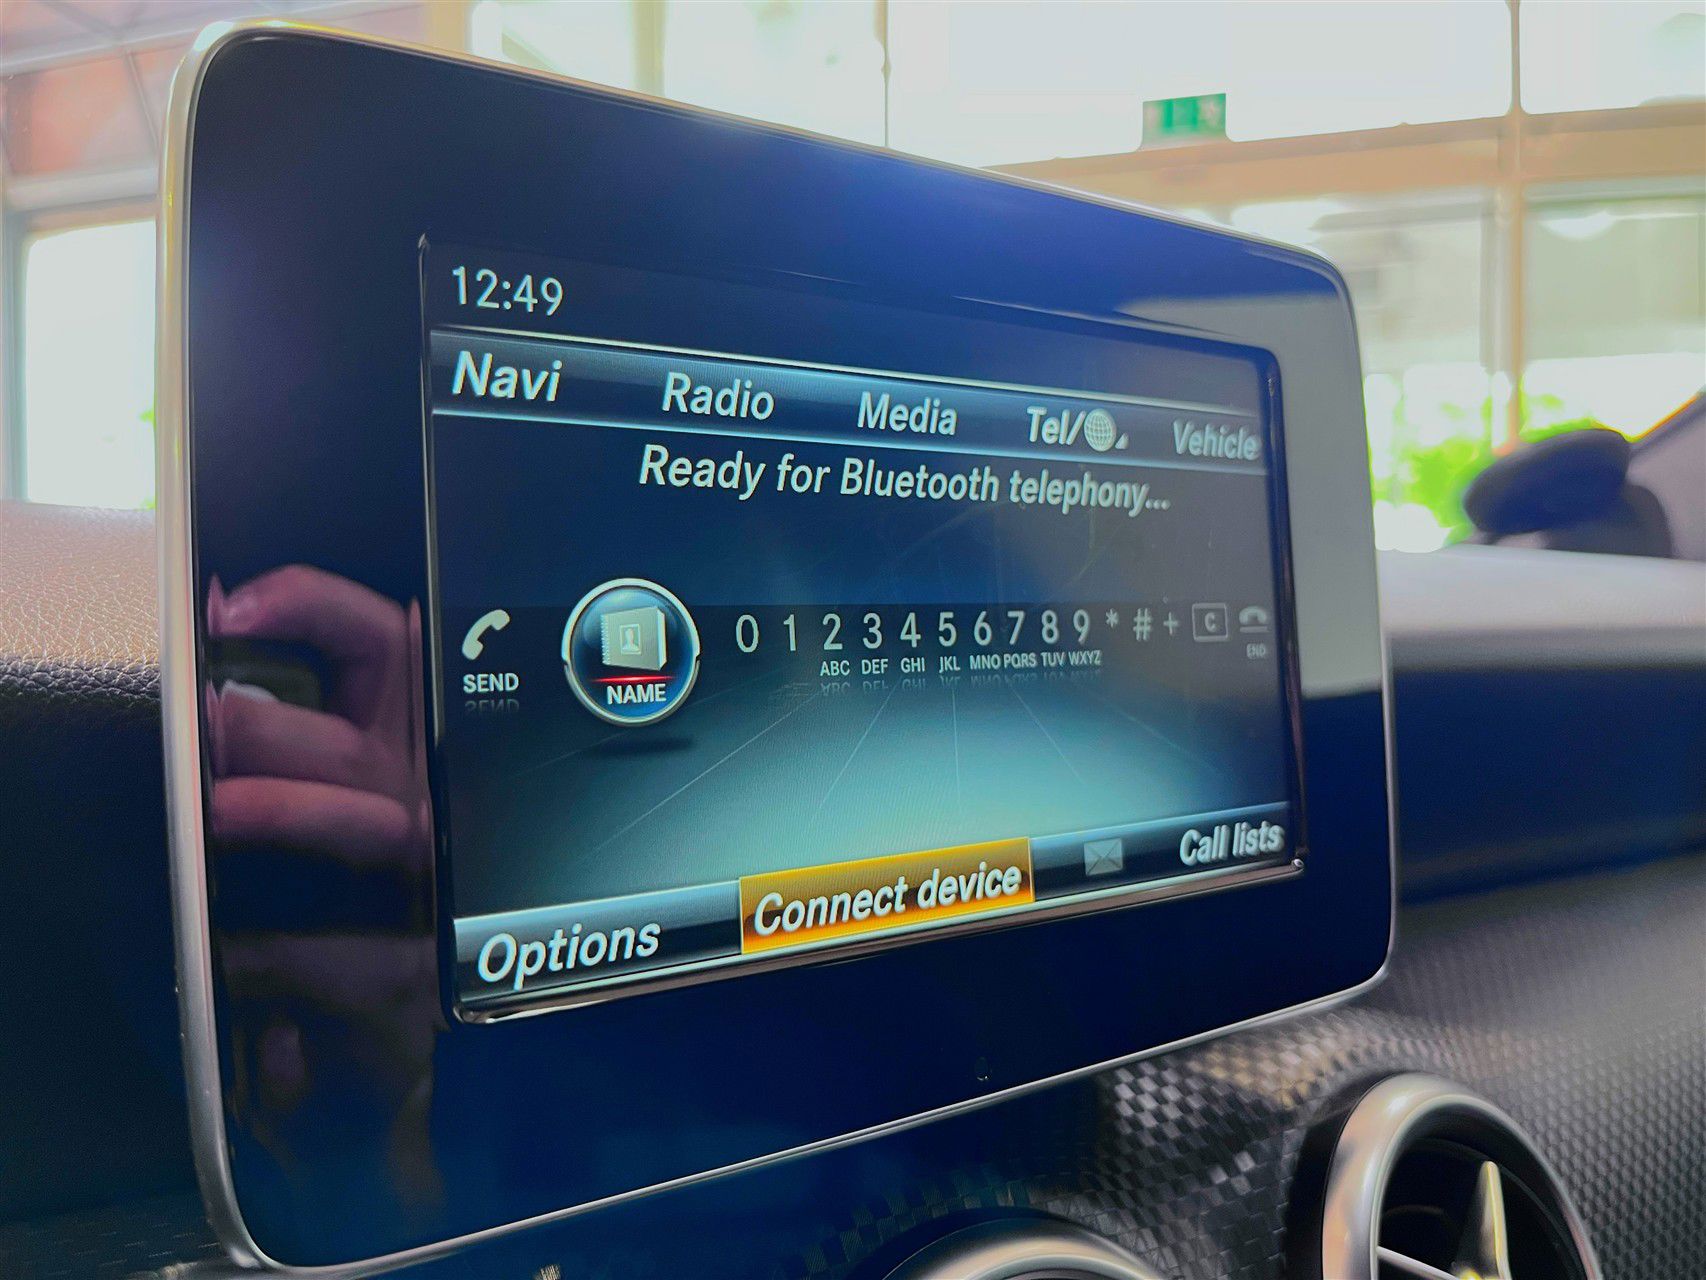 12:49
Navi Radio Media Tel/ Vehicle
Ready for Bluetooth telephony...
0 1 2 3 4 5 6 7 8 9 * # + C
ABC DEF GHI JKL MNO PQRS TUV WXYZ
SEND NAME END
Options Connect device Call lists